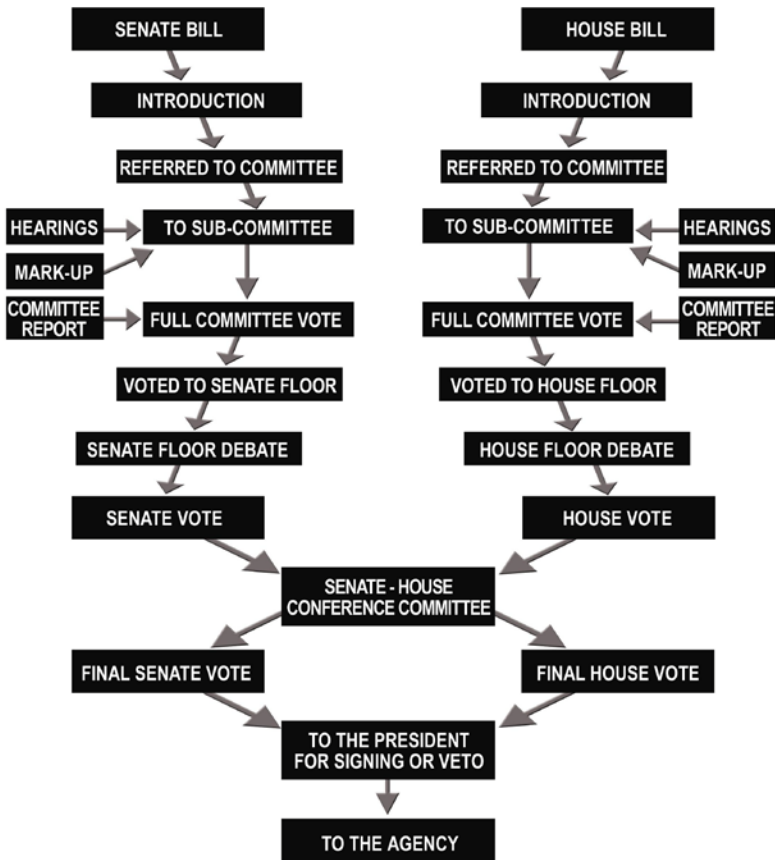 SENATE BILL
HOUSE BILL
INTRODUCTION
INTRODUCTION
REFERRED TO COMMITTEE
REFERRED TO COMMITTEE
HEARINGS
TO SUB-COMMITTEE
TO SUB-COMMITTEE
HEARINGS
MARK-UP
MARK-UP
COMMITTEE
REPORT
FULL COMMITTEE VOTE
FULL COMMITTEE VOTE
COMMITTEE
REPORT
VOTED TO SENATE FLOOR
VOTED TO HOUSE FLOOR
SENATE FLOOR DEBATE
HOUSE FLOOR DEBATE
SENATE VOTE
HOUSE VOTE
SENATE - HOUSE
CONFERENCE COMMITTEE
FINAL SENATE VOTE
FINAL HOUSE VOTE
TO THE PRESIDENT
FOR SIGNING OR VETO
TO THE AGENCY